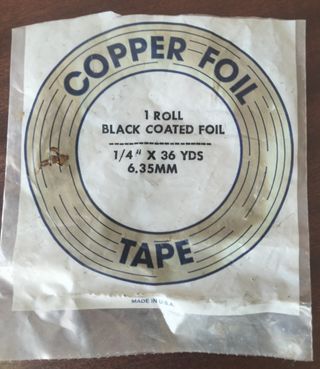 COPPER FOIL
1 ROLL
BLACK COATED FOIL
1/4" X 36 YDS
6.35MM
TAPE
MADE IN U.S.A.